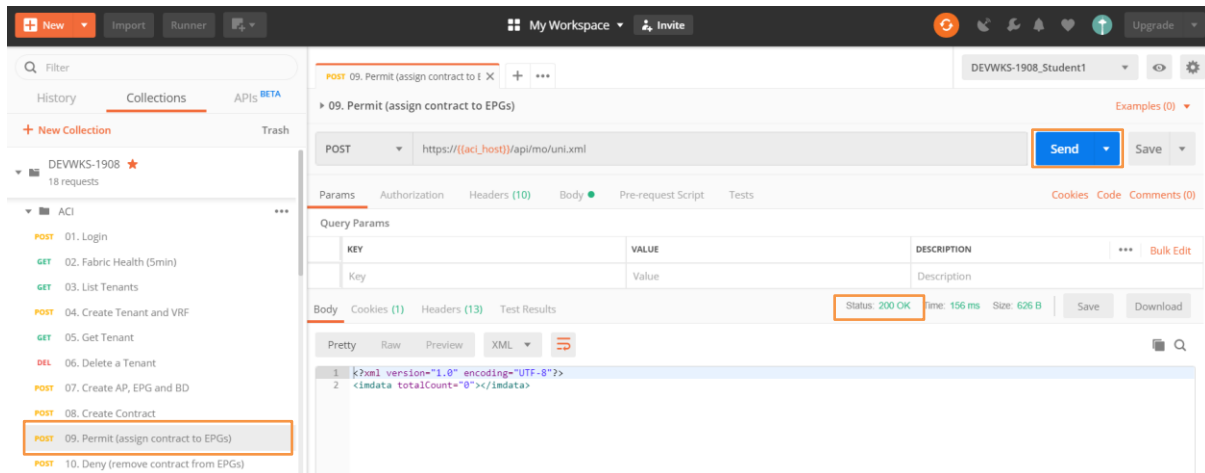 New Import Runner My Workspace Invite Upgrade
Filter
History Collections APIs BETA
+ New Collection Trash
DEVWKS-1908
18 requests
ACI
POST 01. Login
GET 02. Fabric Health (5min)
GET 03. List Tenants
POST 04. Create Tenant and VRF
GET 05. Get Tenant
DEL 06. Delete a Tenant
POST 07. Create AP, EPG and BD
POST 08. Create Contract
POST 09. Permit (assign contract to EPGs)
POST 10. Deny (remove contract from EPGs)
POST 09. Permit (assign contract to E X + ••• DEVWKS-1908_Student1
09. Permit (assign contract to EPGs) Examples (0)
POST https://{{aci_host}}/api/mo/uni.xml Send Save
Params Authorization Headers (10) Body Pre-request Script Tests Cookies Code Comments (0)
Query Params
KEY VALUE DESCRIPTION ••• Bulk Edit
Key Value Description
Body Cookies (1) Headers (13) Test Results Status: 200 OK Time: 156 ms Size: 626 B Save Download
Pretty Raw Preview XML
1 <?xml version="1.0" encoding="UTF-8"?>
2 <imdata totalCount="0"></imdata>